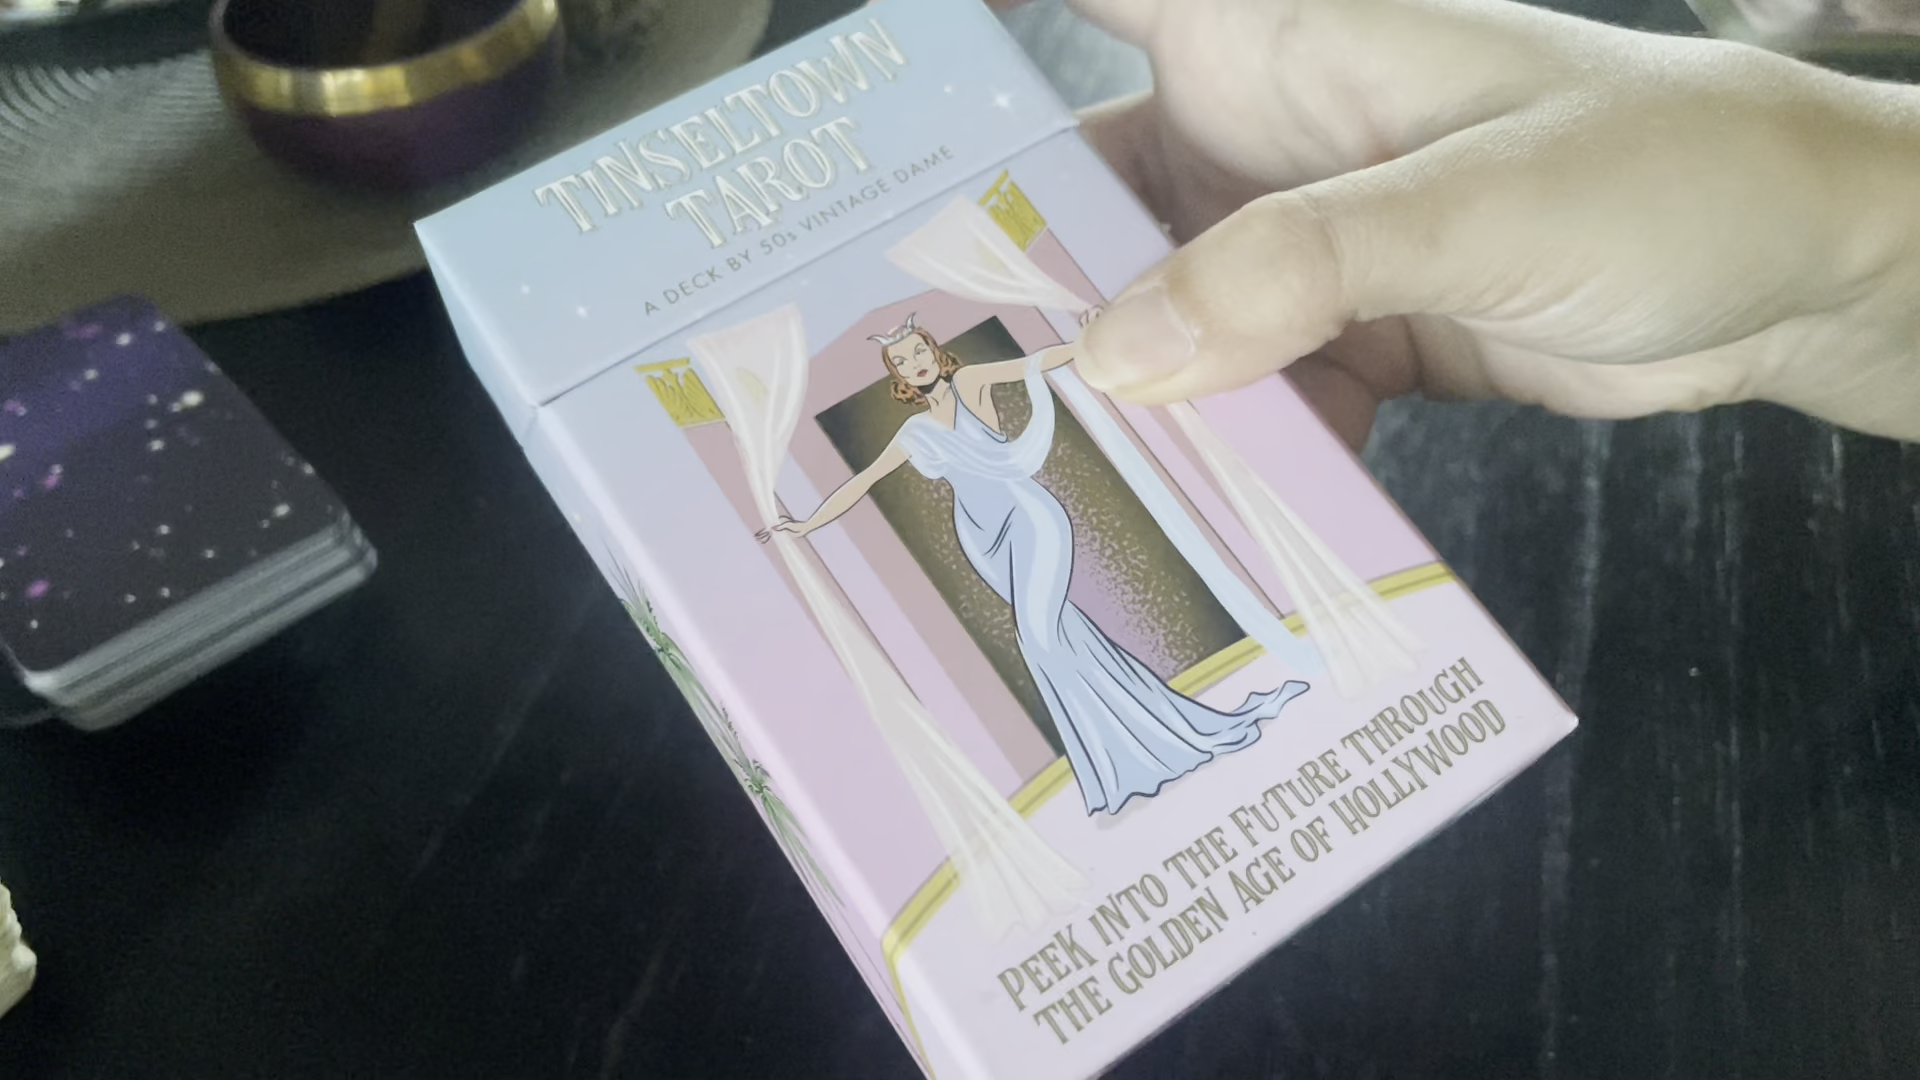 TINSELTOWN
TAROT
A DECK BY 50s VINTAGE DAME
PEEK INTO THE FUTURE THROUGH
THE GOLDEN AGE OF HOLLYWOOD